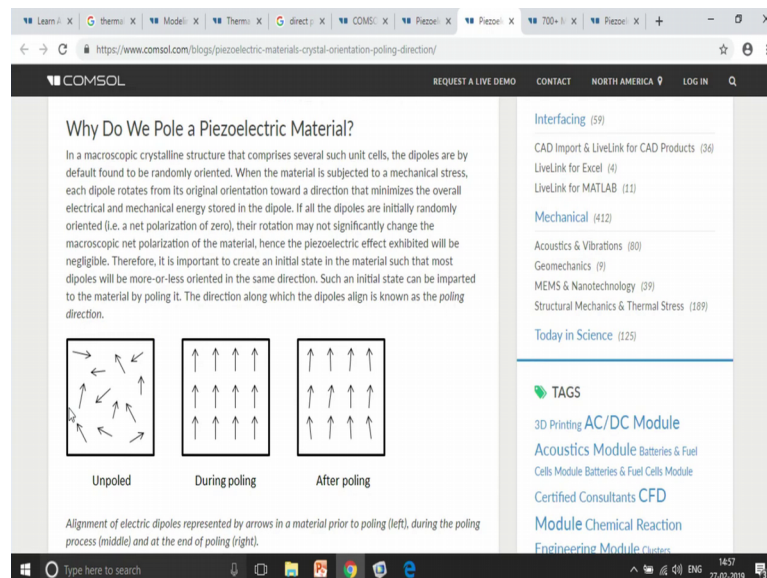 Learn A
therma
Modelin
Therma
direct p
COMSO
Piezoel
Piezoel
700+ N
Piezoel
https://www.comsol.com/blogs/piezoelectric-materials-crystal-orientation-poling-direction/
COMSOL
REQUEST A LIVE DEMO CONTACT NORTH AMERICA LOG IN
Why Do We Pole a Piezoelectric Material?
In a macroscopic crystalline structure that comprises several such unit cells, the dipoles are by
default found to be randomly oriented. When the material is subjected to a mechanical stress,
each dipole rotates from its original orientation toward a direction that minimizes the overall
electrical and mechanical energy stored in the dipole. If all the dipoles are initially randomly
oriented (i.e. a net polarization of zero), their rotation may not significantly change the
macroscopic net polarization of the material, hence the piezoelectric effect exhibited will be
negligible. Therefore, it is important to create an initial state in the material such that most
dipoles will be more-or-less oriented in the same direction. Such an initial state can be imparted
to the material by poling it. The direction along which the dipoles align is known as the poling
direction.
Unpoled During poling After poling
Alignment of electric dipoles represented by arrows in a material prior to poling (left), during the poling
process (middle) and at the end of poling (right).
Interfacing (59)
CAD Import & LiveLink for CAD Products (36)
LiveLink for Excel (4)
LiveLink for MATLAB (11)
Mechanical (412)
Acoustics & Vibrations (80)
Geomechanics (9)
MEMS & Nanotechnology (39)
Structural Mechanics & Thermal Stress (189)
Today in Science (125)
TAGS
3D Printing AC/DC Module
Acoustics Module Batteries & Fuel
Cells Module Batteries & Fuel Cells Module
Certified Consultants CFD
Module Chemical Reaction
Engineering Module Clusters
Type here to search
ENG
14:57
27-02-2019